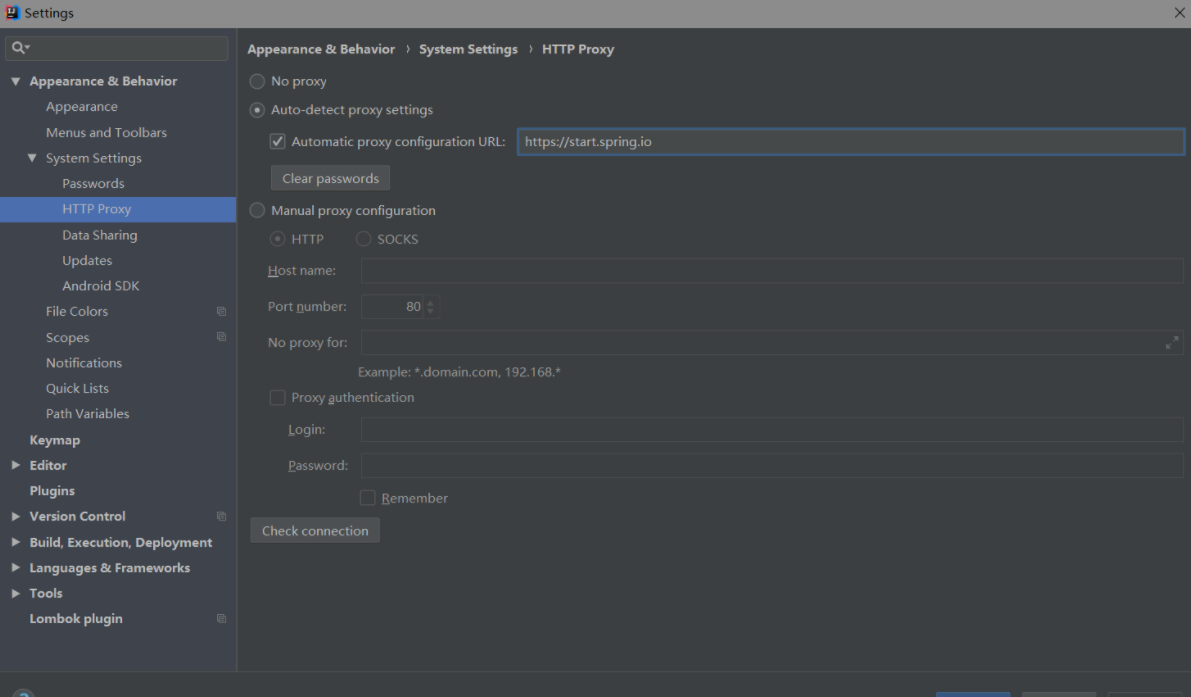 Settings
Appearance & Behavior
Appearance
Menus and Toolbars
System Settings
Passwords
HTTP Proxy
Data Sharing
Updates
Android SDK
File Colors
Scopes
Notifications
Quick Lists
Path Variables
Keymap
Editor
Plugins
Version Control
Build, Execution, Deployment
Languages & Frameworks
Tools
Lombok plugin
Appearance & Behavior › System Settings › HTTP Proxy
No proxy
Auto-detect proxy settings
Automatic proxy configuration URL: https://start.spring.io
Clear passwords
Manual proxy configuration
HTTP SOCKS
Host name:
Port number: 80
No proxy for:
Example: *.domain.com, 192.168.*
Proxy authentication
Login:
Password:
Remember
Check connection